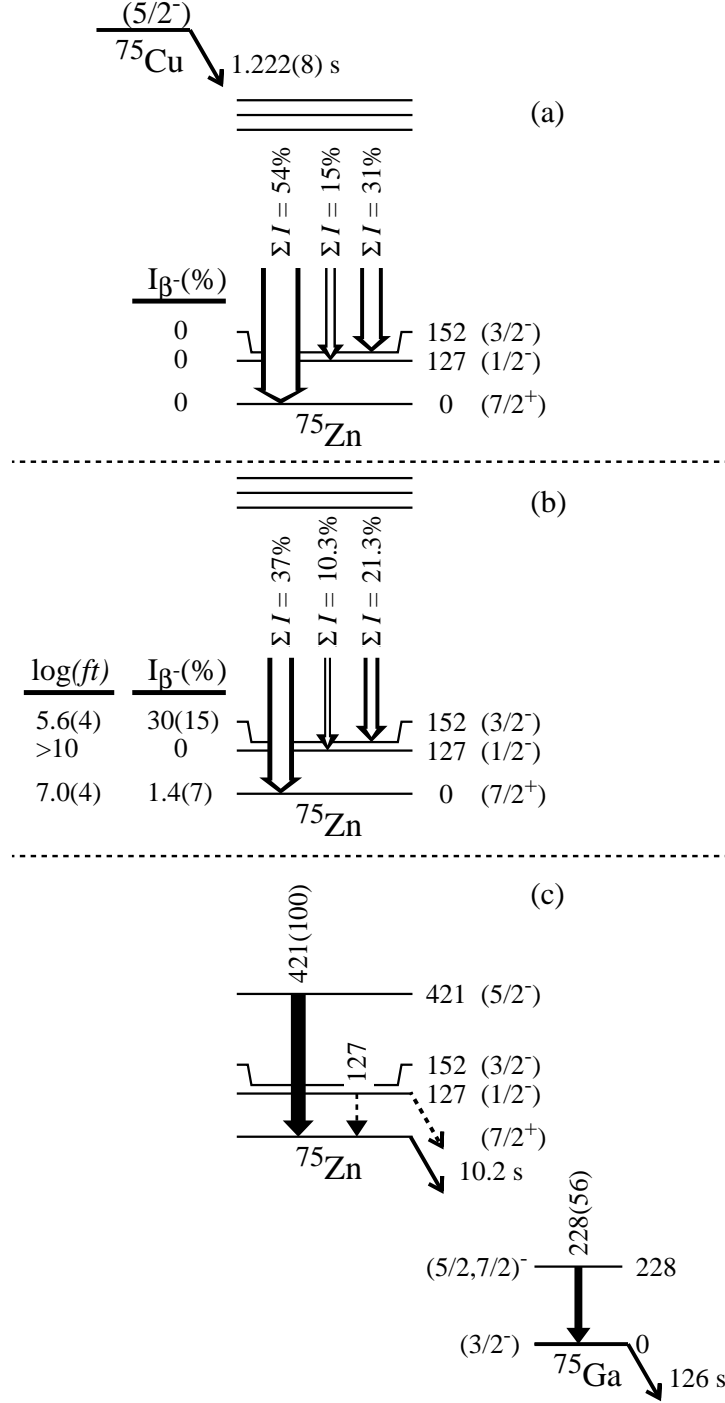 (5/2⁻)
⁷⁵Cu
1.222(8) s
(a)
Σ I = 54%
Σ I = 15%
Σ I = 31%
Iβ-(%)
0 152 (3/2⁻)
0 127 (1/2⁻)
0 0 (7/2⁺)
⁷⁵Zn
(b)
Σ I = 37%
Σ I = 10.3%
Σ I = 21.3%
log(ft) Iβ-(%)
5.6(4) 30(15) 152 (3/2⁻)
>10 0 127 (1/2⁻)
7.0(4) 1.4(7) 0 (7/2⁺)
⁷⁵Zn
(c)
421(100)
421 (5/2⁻)
127
152 (3/2⁻)
127 (1/2⁻)
(7/2⁺)
⁷⁵Zn
10.2 s
228(56)
(5/2,7/2)⁻ 228
(3/2⁻) 0
⁷⁵Ga
126 s